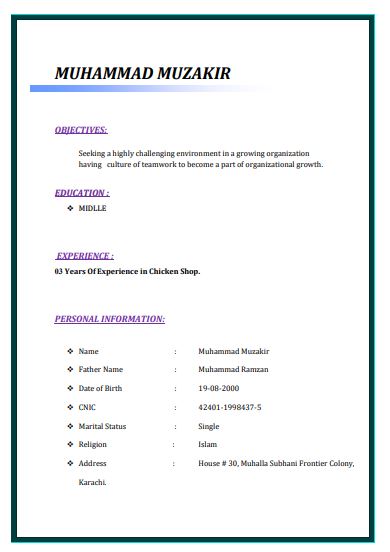 MUHAMMAD MUZAKIR
OBJECTIVES:
Seeking a highly challenging environment in a growing organization
having culture of teamwork to become a part of organizational growth.
EDUCATION :
❖ MIDLLE
EXPERIENCE :
03 Years Of Experience in Chicken Shop.
PERSONAL INFORMATION:
❖ Name : Muhammad Muzakir
❖ Father Name : Muhammad Ramzan
❖ Date of Birth : 19-08-2000
❖ CNIC : 42401-1998437-5
❖ Marital Status : Single
❖ Religion : Islam
❖ Address : House # 30, Muhalla Subhani Frontier Colony,
Karachi.